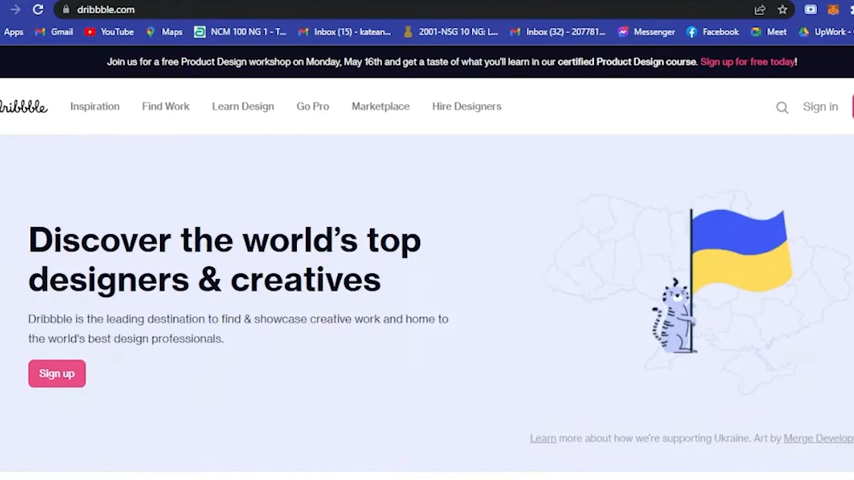 dribbble.com
Apps Gmail YouTube Maps NCM 100 NG 1 - T... Inbox (15) - katean... 2001-NSG 10 NG: L... Inbox (32) - 207781... Messenger Facebook Meet UpWork -
Join us for a free Product Design workshop on Monday, May 16th and get a taste of what you'll learn in our certified Product Design course. Sign up for free today!
dribbble Inspiration Find Work Learn Design Go Pro Marketplace Hire Designers Sign in
Discover the world's top
designers & creatives
Dribbble is the leading destination to find & showcase creative work and home to
the world's best design professionals.
Sign up
Learn more about how we're supporting Ukraine. Art by Merge Develop